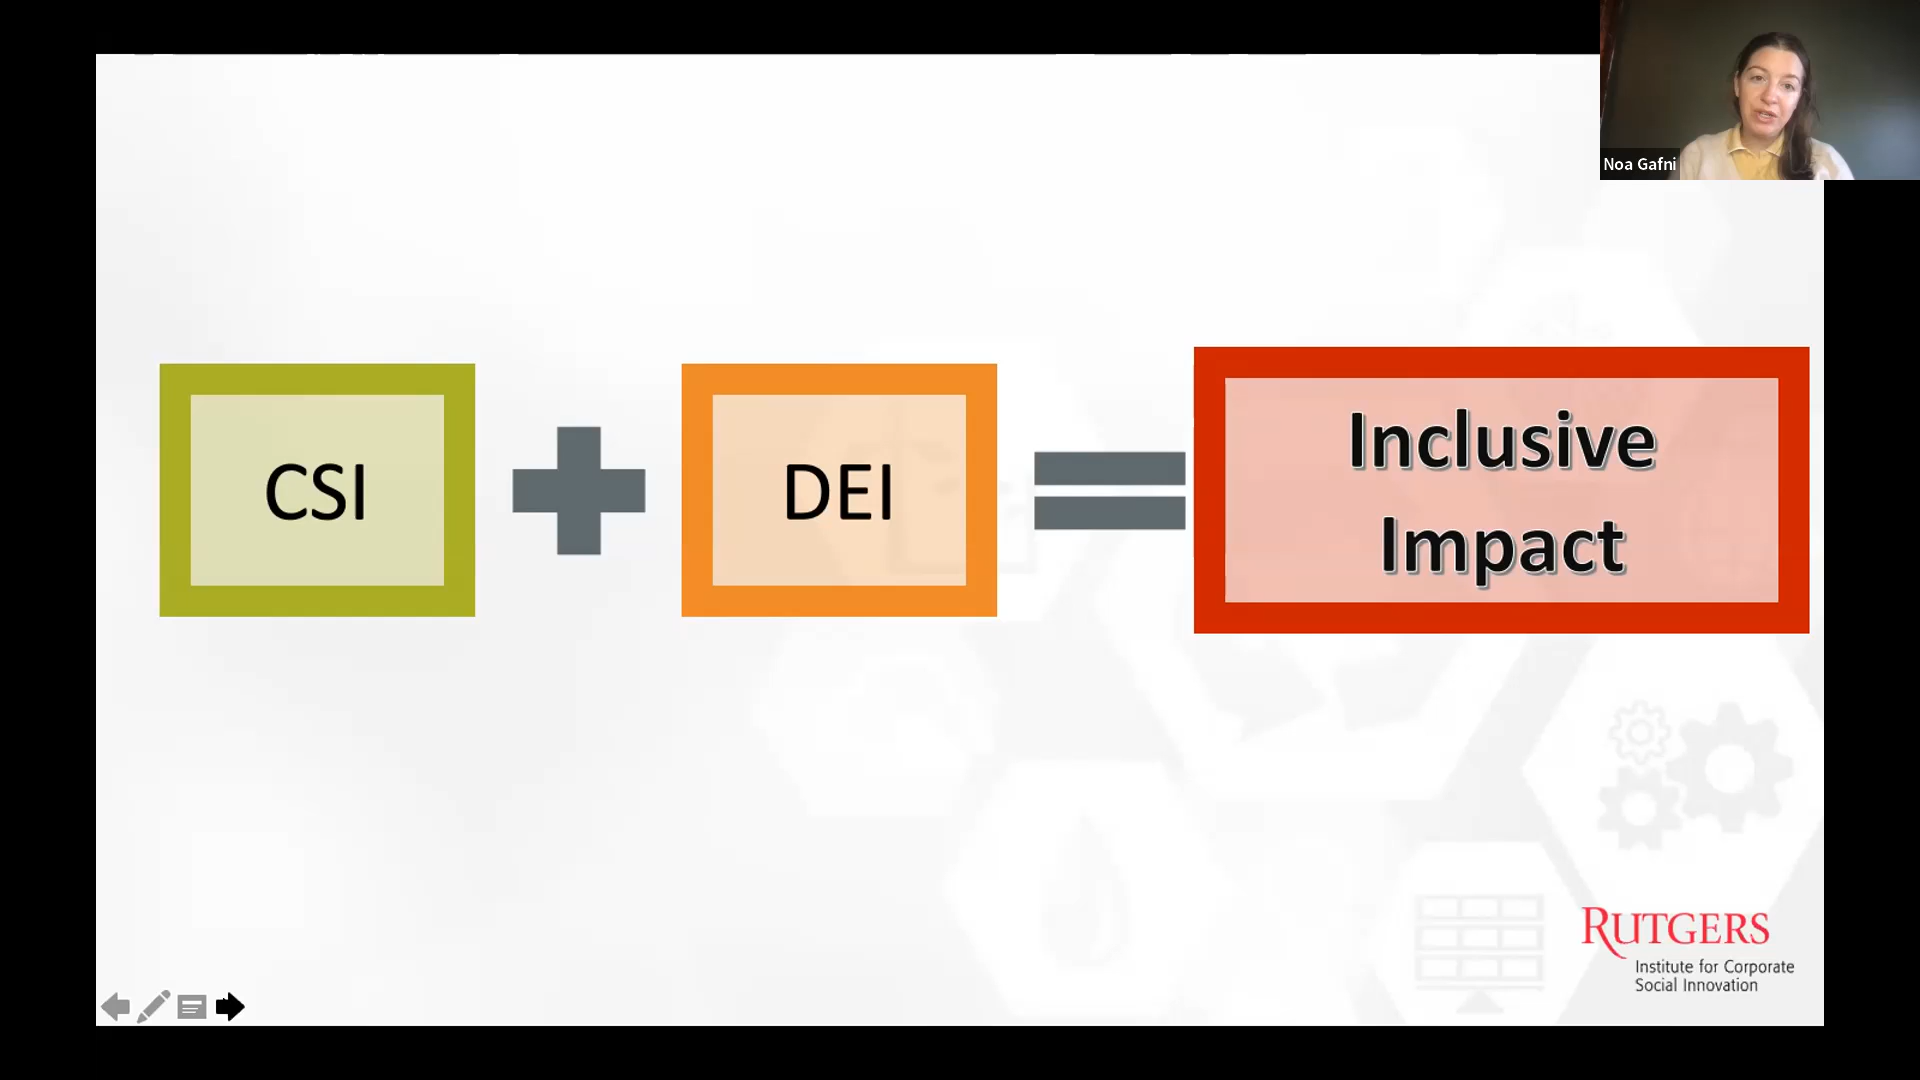 Noa Gafni
CSI
DEI
Inclusive
Impact
RUTGERS
Institute for Corporate
Social Innovation